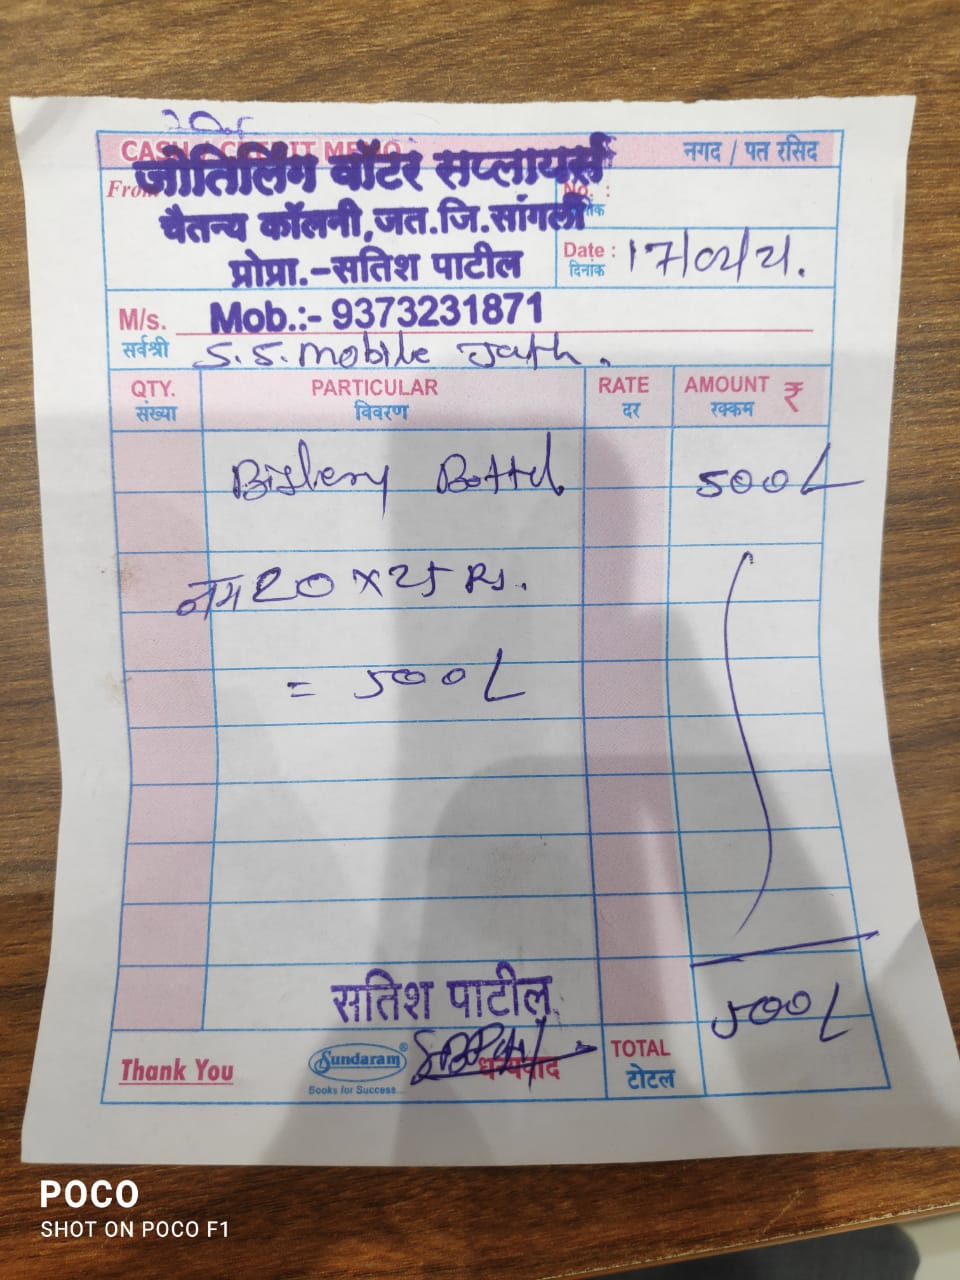 CASH / CREDIT MEMO नगद / पत रसिद
जोतिर्लिंग वॉटर सप्लायर्स
From
No. :
चैतन्य कॉलनी,जत.जि.सांगली
प्रोप्रा.-सतिश पाटील
Date : 17/02/21.
दिनांक
M/s. Mob.:- 9373231871
सर्वश्री S.S. Mobile Jath.
QTY. PARTICULAR RATE AMOUNT ₹
संख्या विवरण दर रक्कम
Bislery Bottel 500/-
नग 20 x 25 Rs.
= 500/-
सतिश पाटील
500/-
Thank You Sundaram® धन्यवाद TOTAL
Books for Success... टोटल
POCO
SHOT ON POCO F1